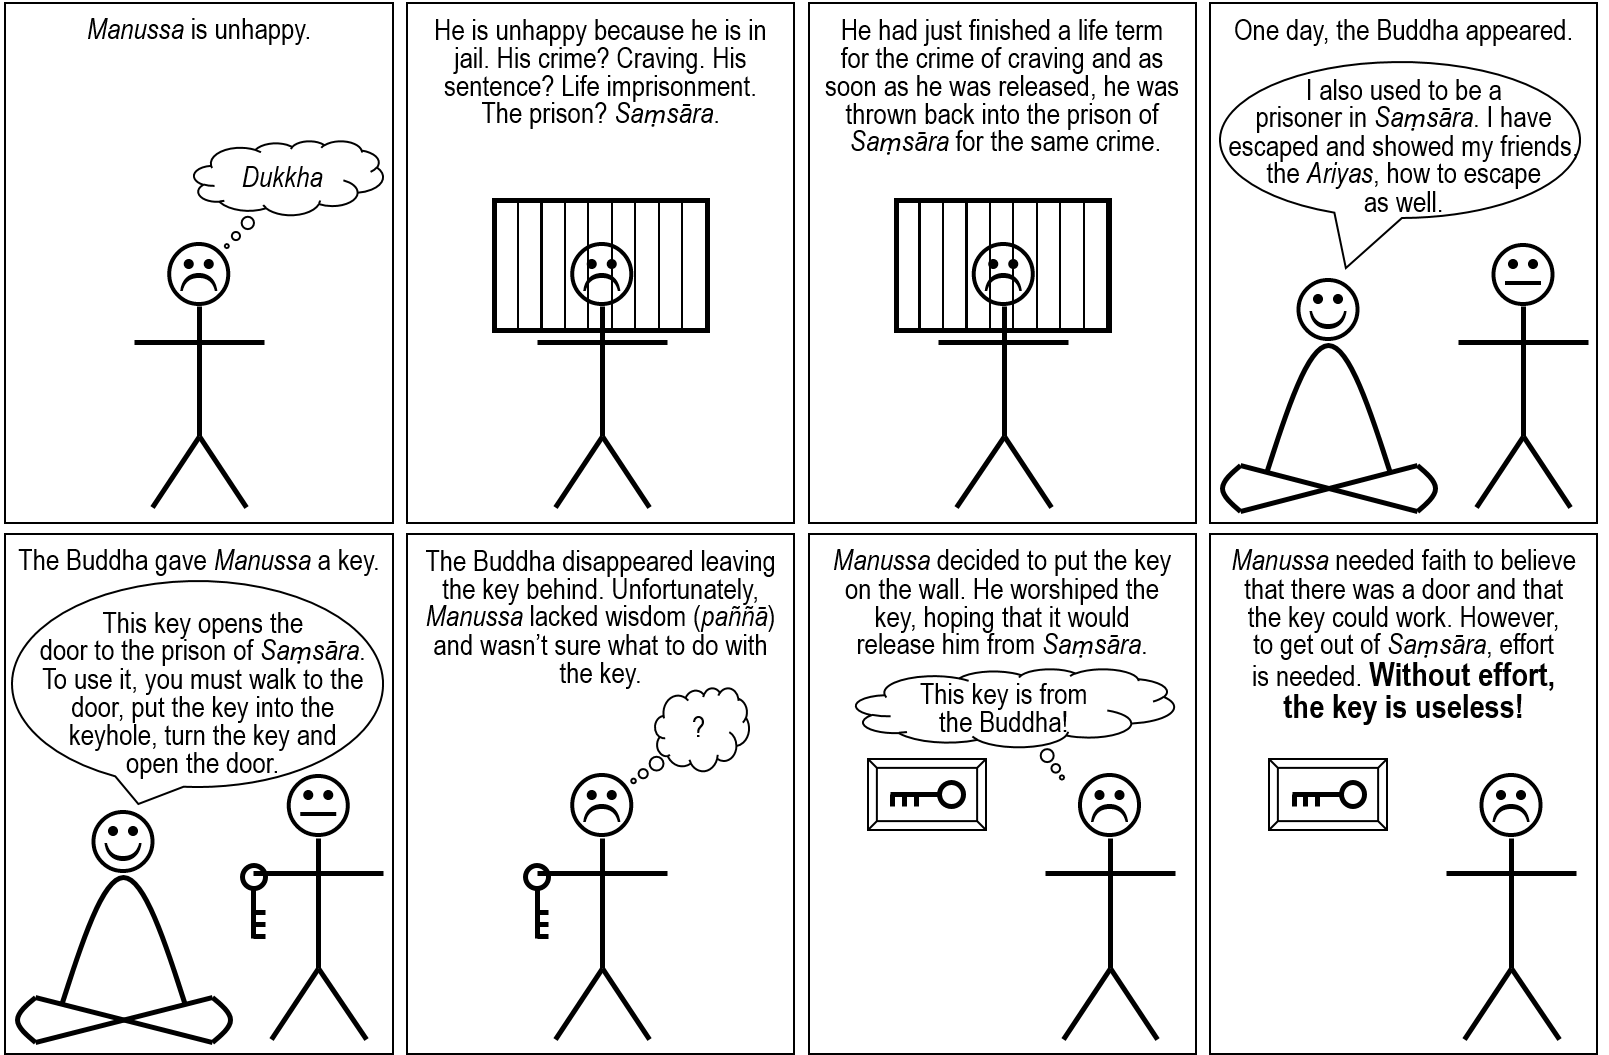 Manussa is unhappy.
Dukkha
He is unhappy because he is in
jail. His crime? Craving. His
sentence? Life imprisonment.
The prison? Saṃsāra.
He had just finished a life term
for the crime of craving and as
soon as he was released, he was
thrown back into the prison of
Saṃsāra for the same crime.
One day, the Buddha appeared.
I also used to be a
prisoner in Saṃsāra. I have
escaped and showed my friends,
the Ariyas, how to escape
as well.
The Buddha gave Manussa a key.
This key opens the
door to the prison of Saṃsāra.
To use it, you must walk to the
door, put the key into the
keyhole, turn the key and
open the door.
The Buddha disappeared leaving
the key behind. Unfortunately,
Manussa lacked wisdom (paññā)
and wasn’t sure what to do with
the key.
?
Manussa decided to put the key
on the wall. He worshiped the
key, hoping that it would
release him from Saṃsāra.
This key is from
the Buddha!
Manussa needed faith to believe
that there was a door and that
the key could work. However,
to get out of Saṃsāra, effort
is needed. Without effort,
the key is useless!